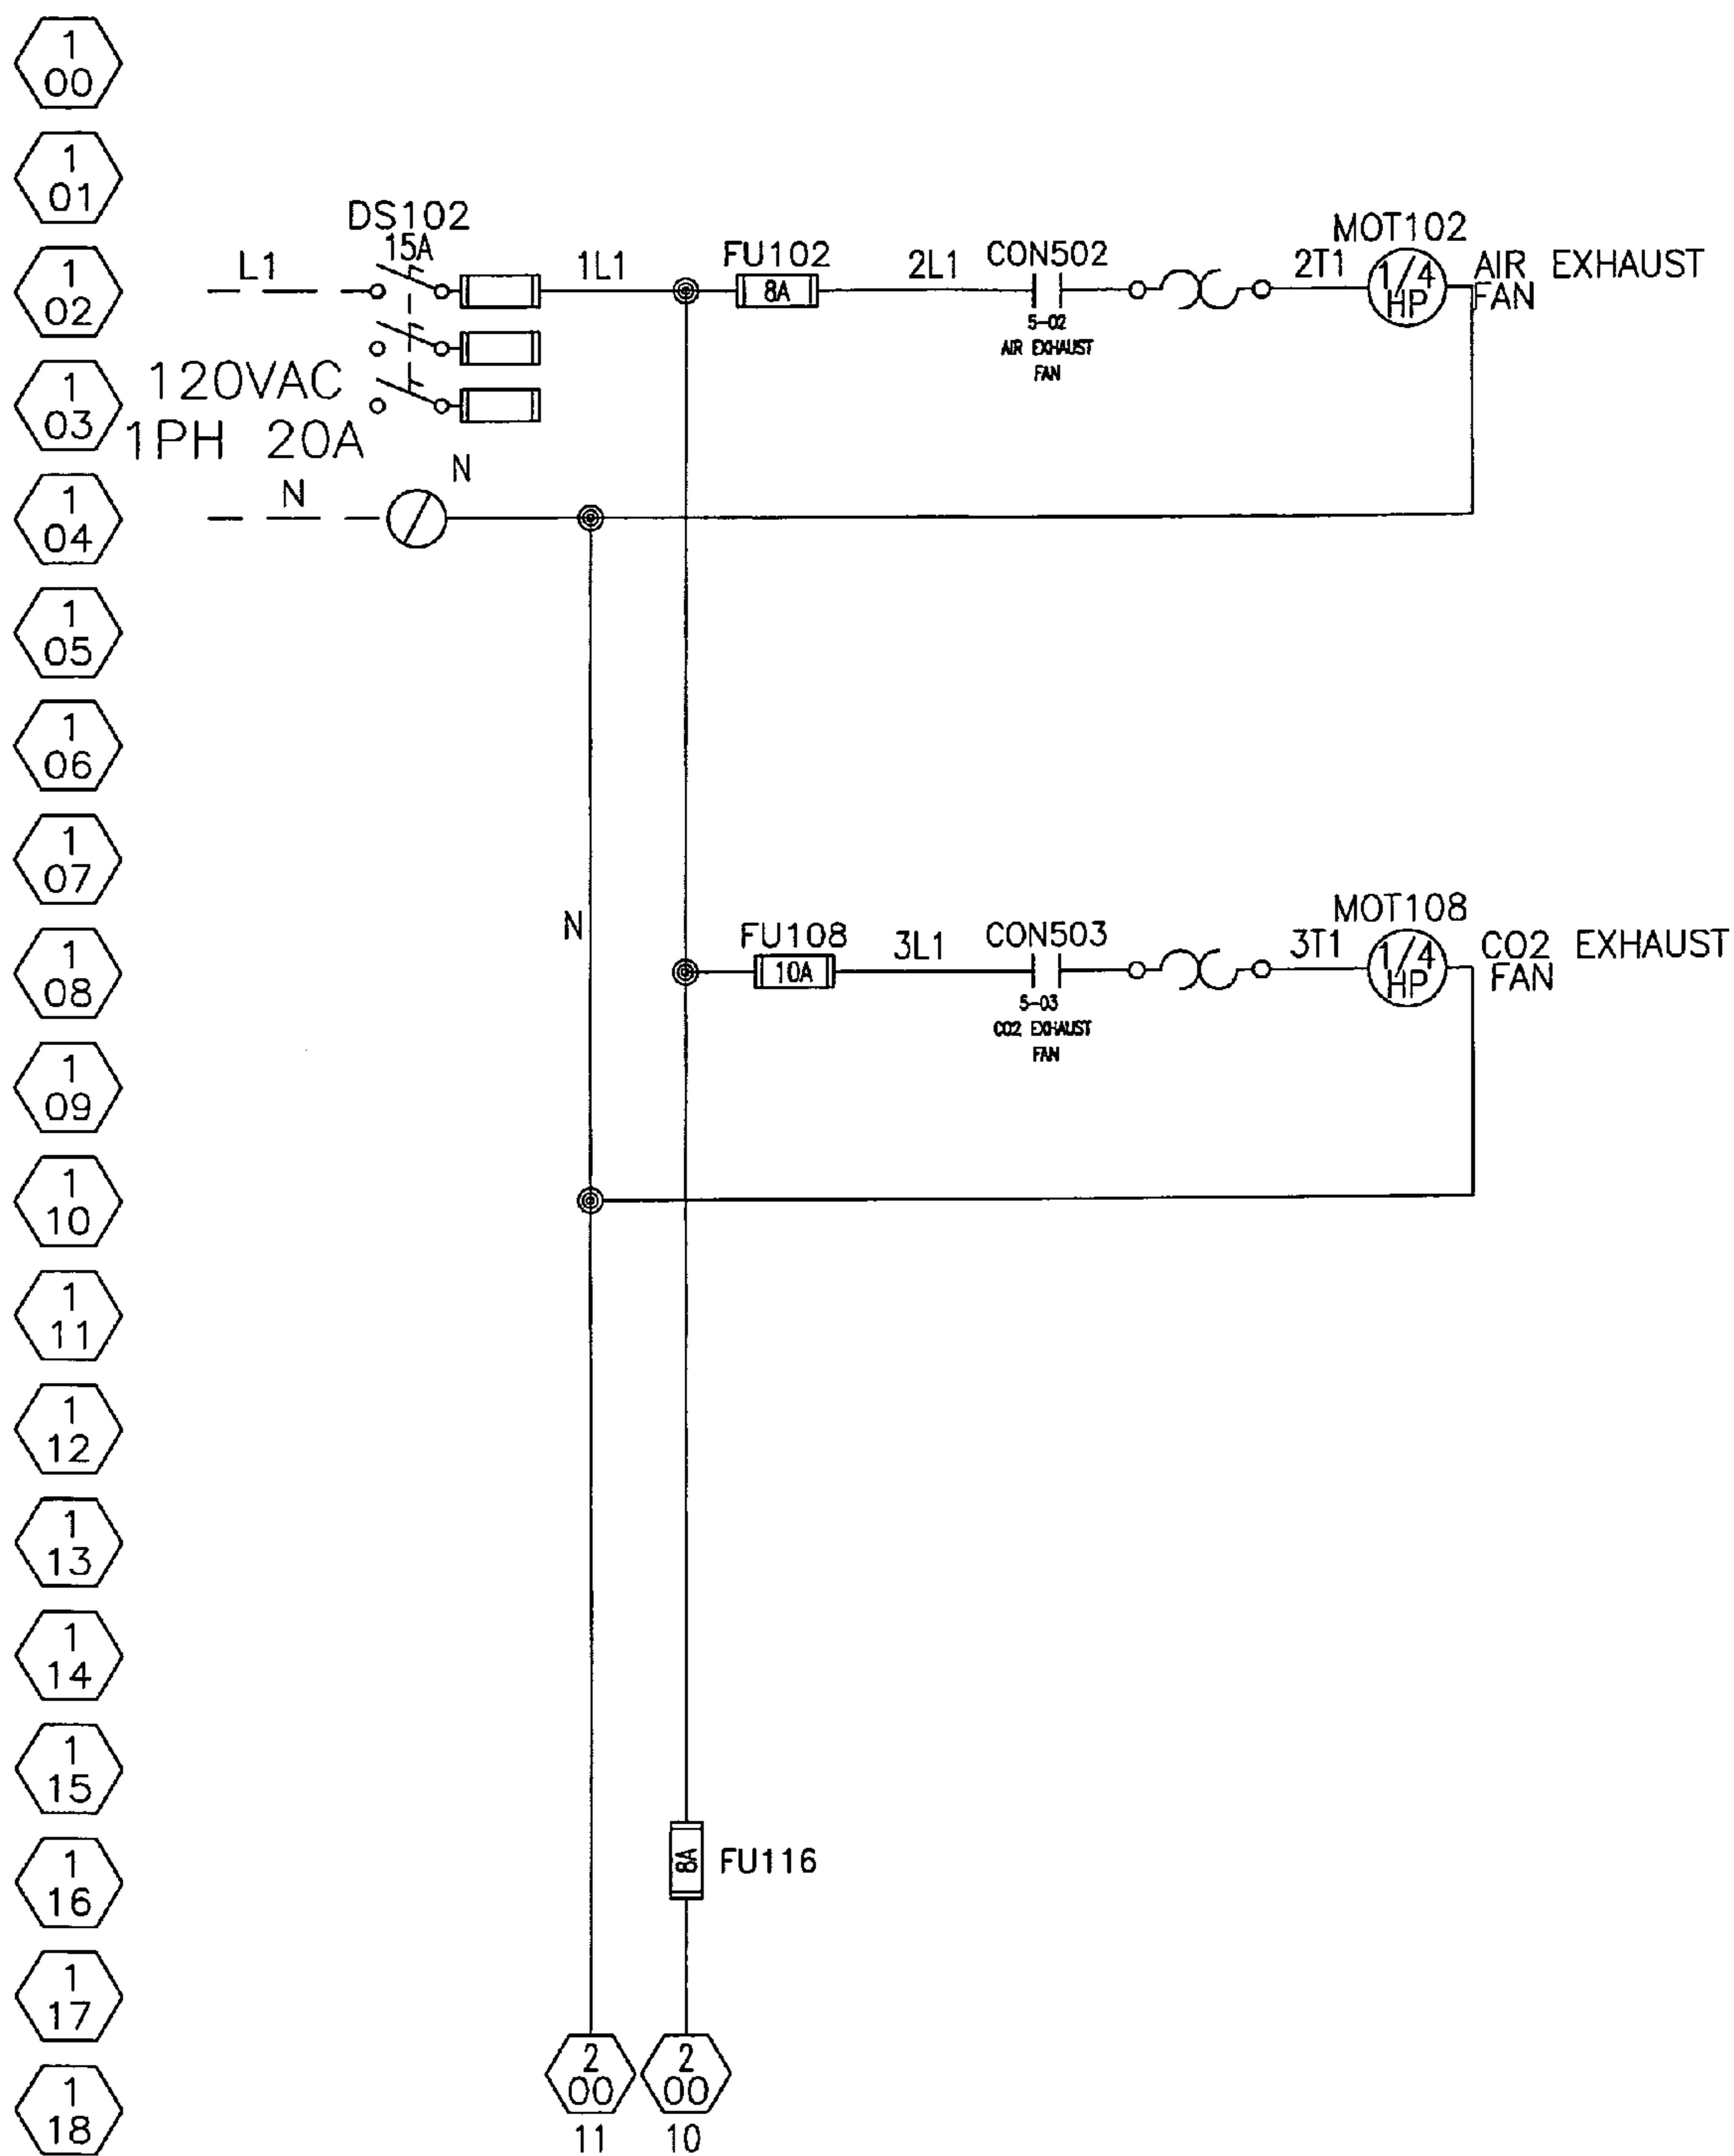 1
00
1
01
DS102
15A
1
02
L1
1L1
FU102
8A
2L1
CON502
5-02
AIR EXHAUST
FAN
2T1
MOT102
1/4
HP
AIR EXHAUST
FAN
1
03
120VAC
1PH 20A
1
04
N
N
1
05
1
06
1
07
1
08
N
FU108
10A
3L1
CON503
5-03
CO2 EXHAUST
FAN
3T1
MOT108
1/4
HP
CO2 EXHAUST
FAN
1
09
1
10
1
11
1
12
1
13
1
14
1
15
1
16
8A
FU116
1
17
1
18
2
00
11
2
00
10